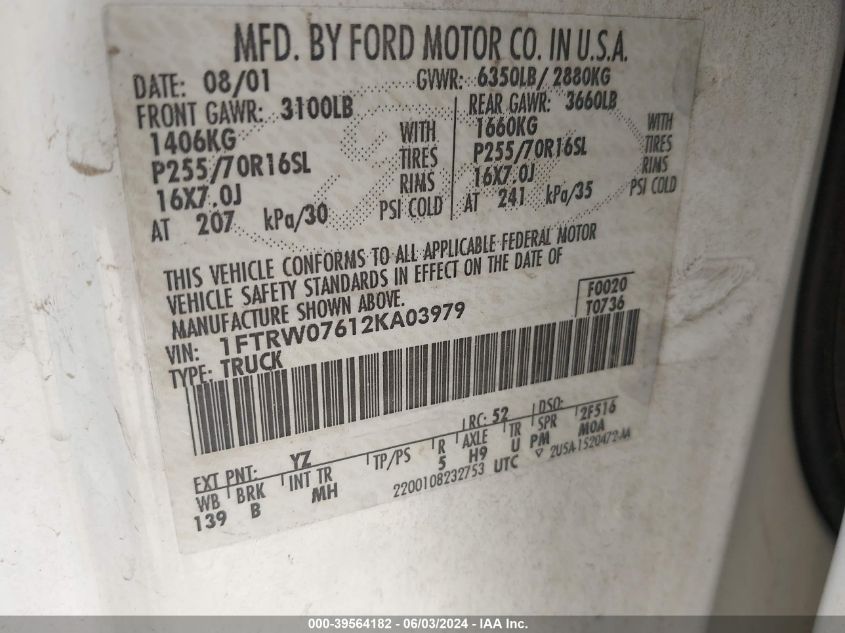 MFD. BY FORD MOTOR CO. IN U.S.A.
DATE: 08/01 GVWR: 6350LB/ 2880KG
FRONT GAWR: 3100LB REAR GAWR: 3660LB
1406KG WITH 1660KG WITH
P255/70R16SL TIRES P255/70R16SL TIRES
16X7.0J RIMS 16X7.0J RIMS
AT 207 kPa/30 PSI COLD AT 241 kPa/35 PSI COLD
THIS VEHICLE CONFORMS TO ALL APPLICABLE FEDERAL MOTOR
VEHICLE SAFETY STANDARDS IN EFFECT ON THE DATE OF
MANUFACTURE SHOWN ABOVE.
F0020
VIN: 1FTRW07612KA03979 T0736
TYPE: TRUCK
EXT PNT: YZ RC: 52 DSO: 2F516
WB BRK INT TR TP/PS R AXLE TR SPR M0A
139 B MH 5 H9 U PM
2200108232753 UTC ▽ 2U5A-1520472-AA
000-39564182 - 06/03/2024 - IAA Inc.